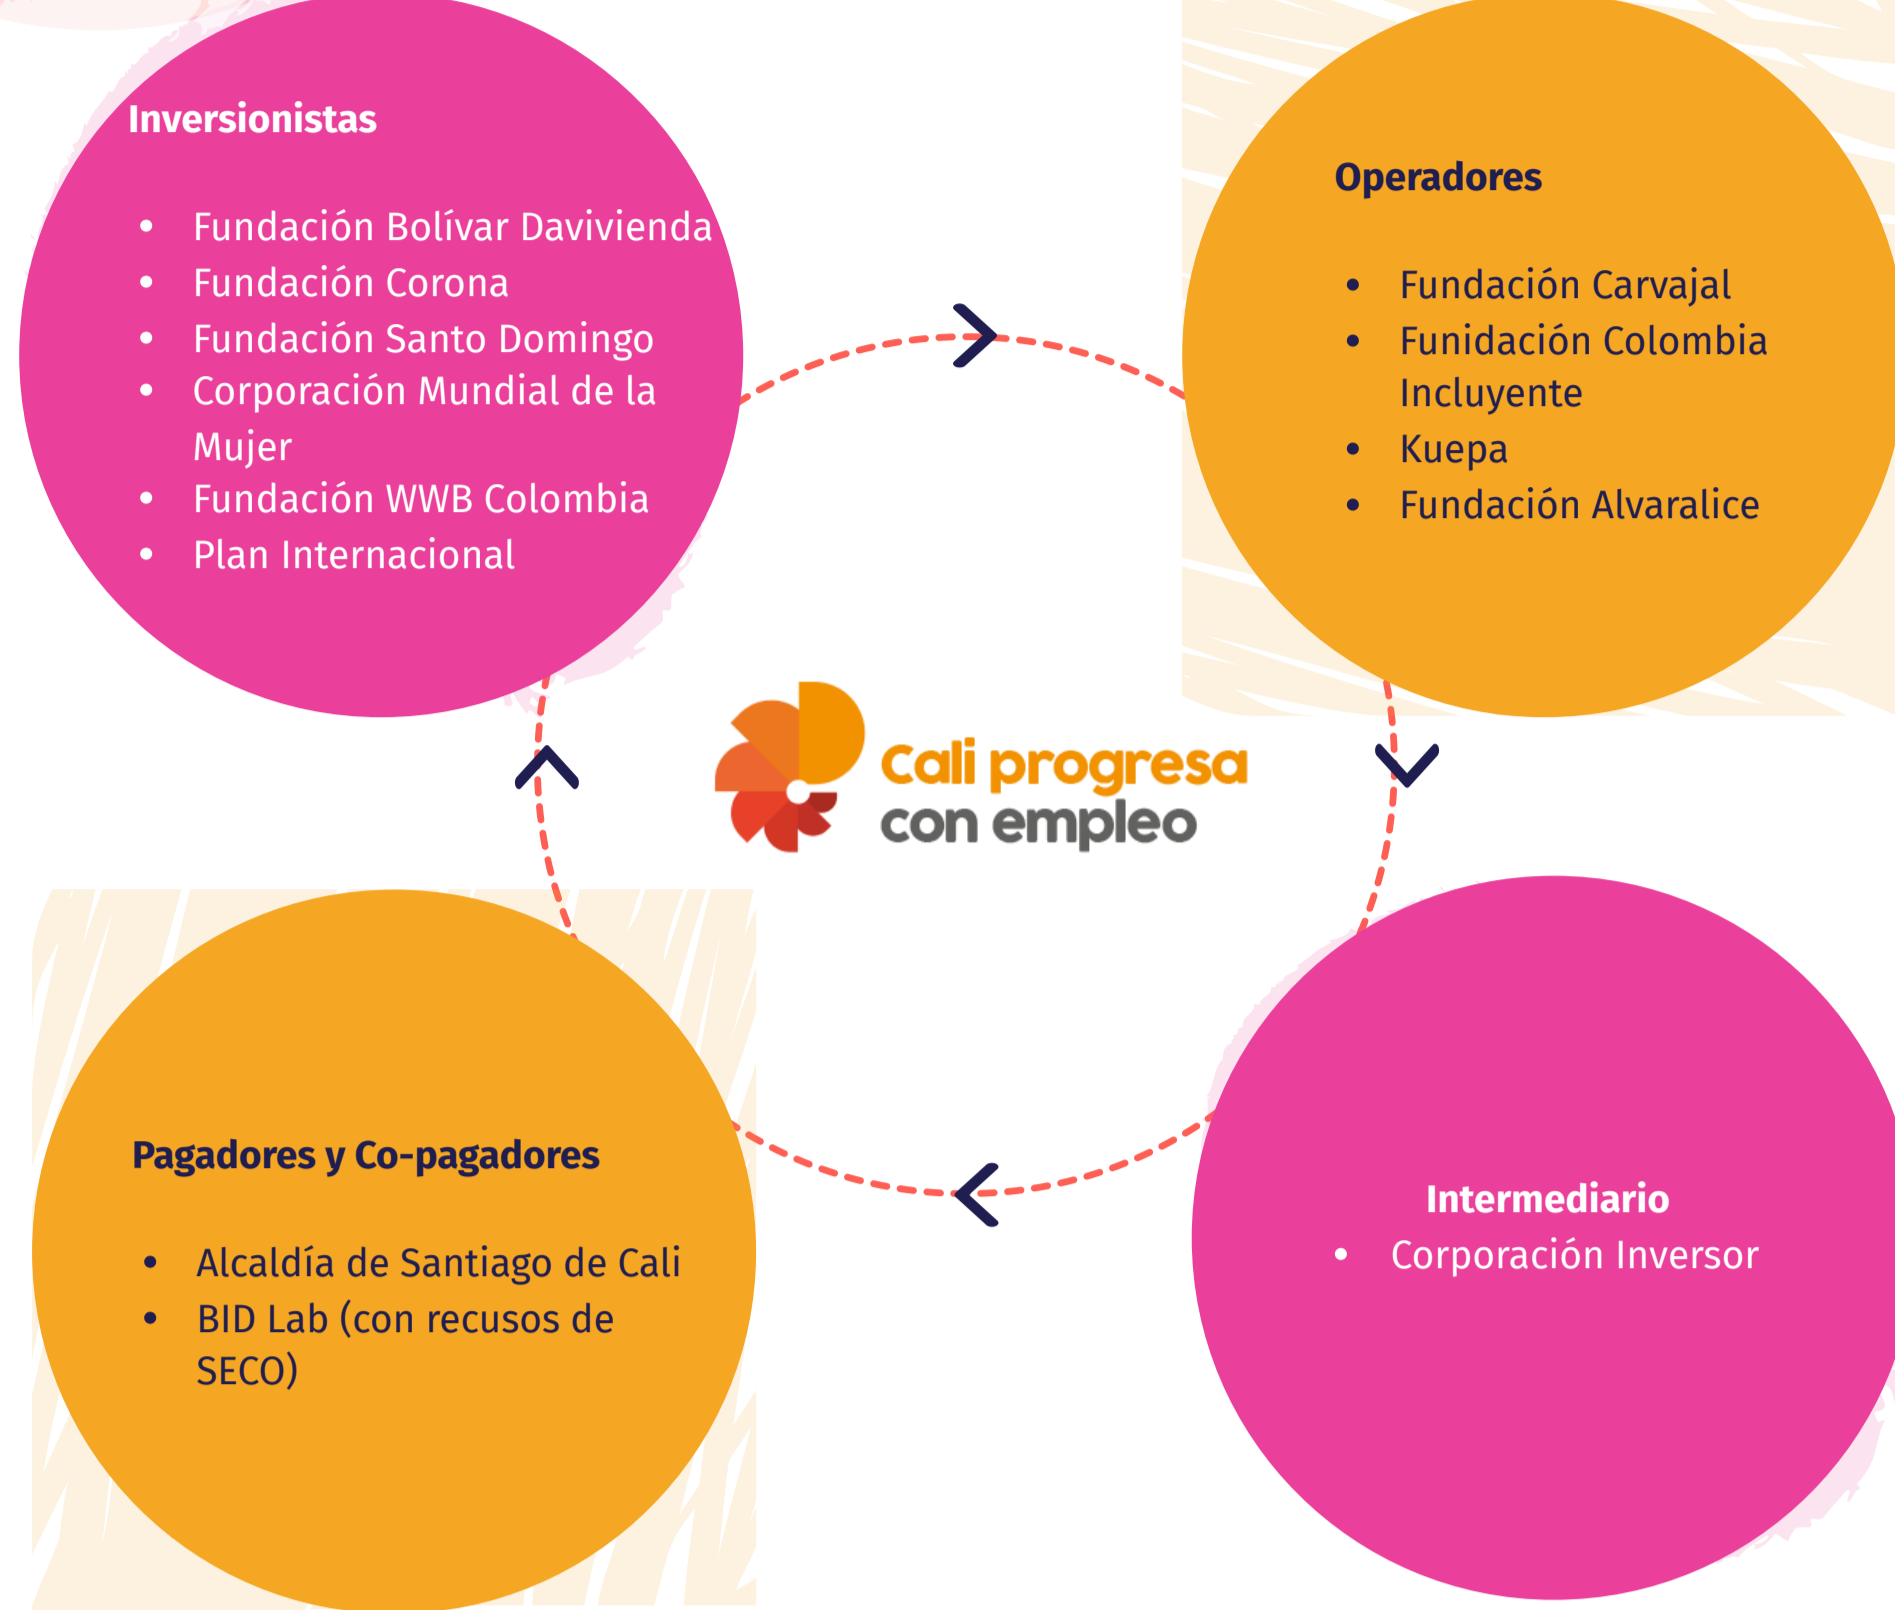 Inversionistas
• Fundación Bolívar Davivienda
• Fundación Corona
• Fundación Santo Domingo
• Corporación Mundial de la
Mujer
• Fundación WWB Colombia
• Plan Internacional
Operadores
• Fundación Carvajal
• Funidación Colombia
Incluyente
• Kuepa
• Fundación Alvaralice
Cali progresa
con empleo
Pagadores y Co-pagadores
• Alcaldía de Santiago de Cali
• BID Lab (con recusos de
SECO)
Intermediario
• Corporación Inversor